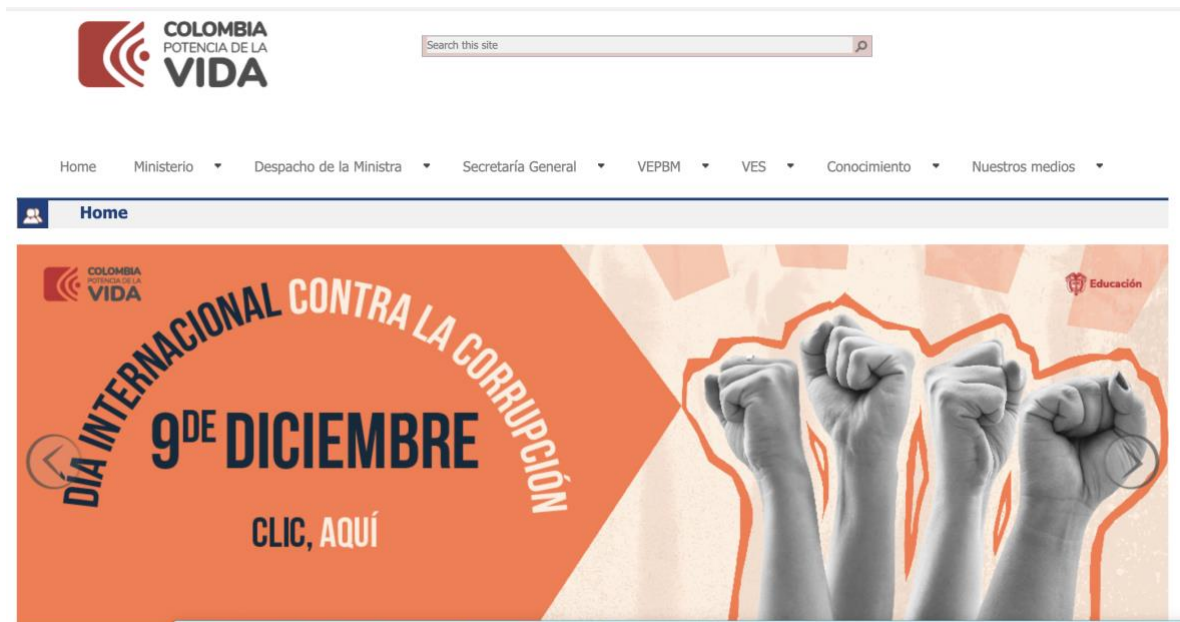 COLOMBIA
POTENCIA DE LA
VIDA
Search this site
Home Ministerio Despacho de la Ministra Secretaría General VEPBM VES Conocimiento Nuestros medios
Home
COLOMBIA
POTENCIA DE LA
VIDA
Educación
DÍA INTERNACIONAL CONTRA LA CORRUPCIÓN
9DE DICIEMBRE
CLIC, AQUÍ